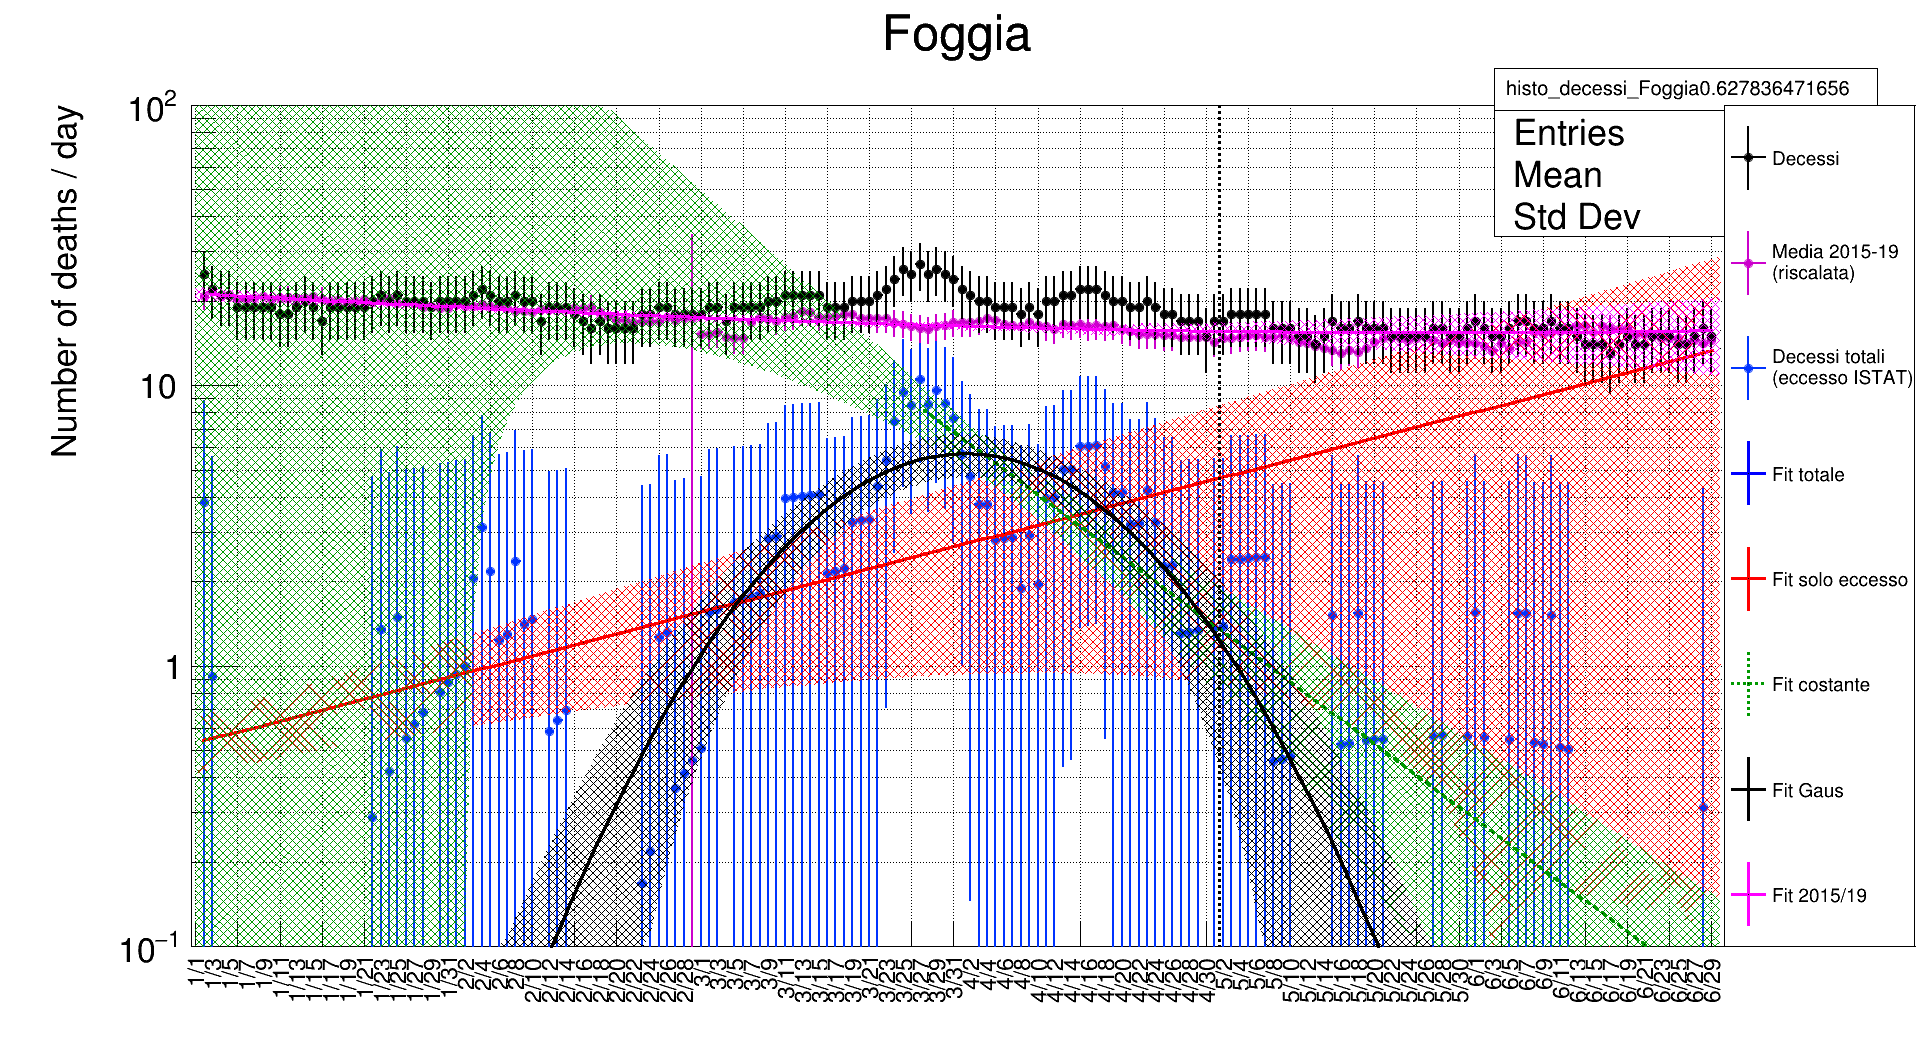 Foggia
histo_decessi_Foggia0.627836471656
Entries
Mean
Std Dev
Number of deaths / day
10²
10
1
10⁻¹
Decessi
Media 2015-19
(riscalata)
Decessi totali
(eccesso ISTAT)
Fit totale
Fit solo eccesso
Fit costante
Fit Gaus
Fit 2015/19
1/1 1/3 1/5 1/7 1/9 1/11 1/13 1/15 1/17 1/19 1/21 1/23 1/25 1/27 1/29 1/31 2/2 2/4 2/6 2/8 2/10 2/12 2/14 2/16 2/18 2/20 2/22 2/24 2/26 2/28 3/1 3/3 3/5 3/7 3/9 3/11 3/13 3/15 3/17 3/19 3/21 3/23 3/25 3/27 3/29 3/31 4/2 4/4 4/6 4/8 4/10 4/12 4/14 4/16 4/18 4/20 4/22 4/24 4/26 4/28 4/30 5/2 5/4 5/6 5/8 5/10 5/12 5/14 5/16 5/18 5/20 5/22 5/24 5/26 5/28 5/30 6/1 6/3 6/5 6/7 6/9 6/11 6/13 6/15 6/17 6/19 6/21 6/23 6/25 6/27 6/29